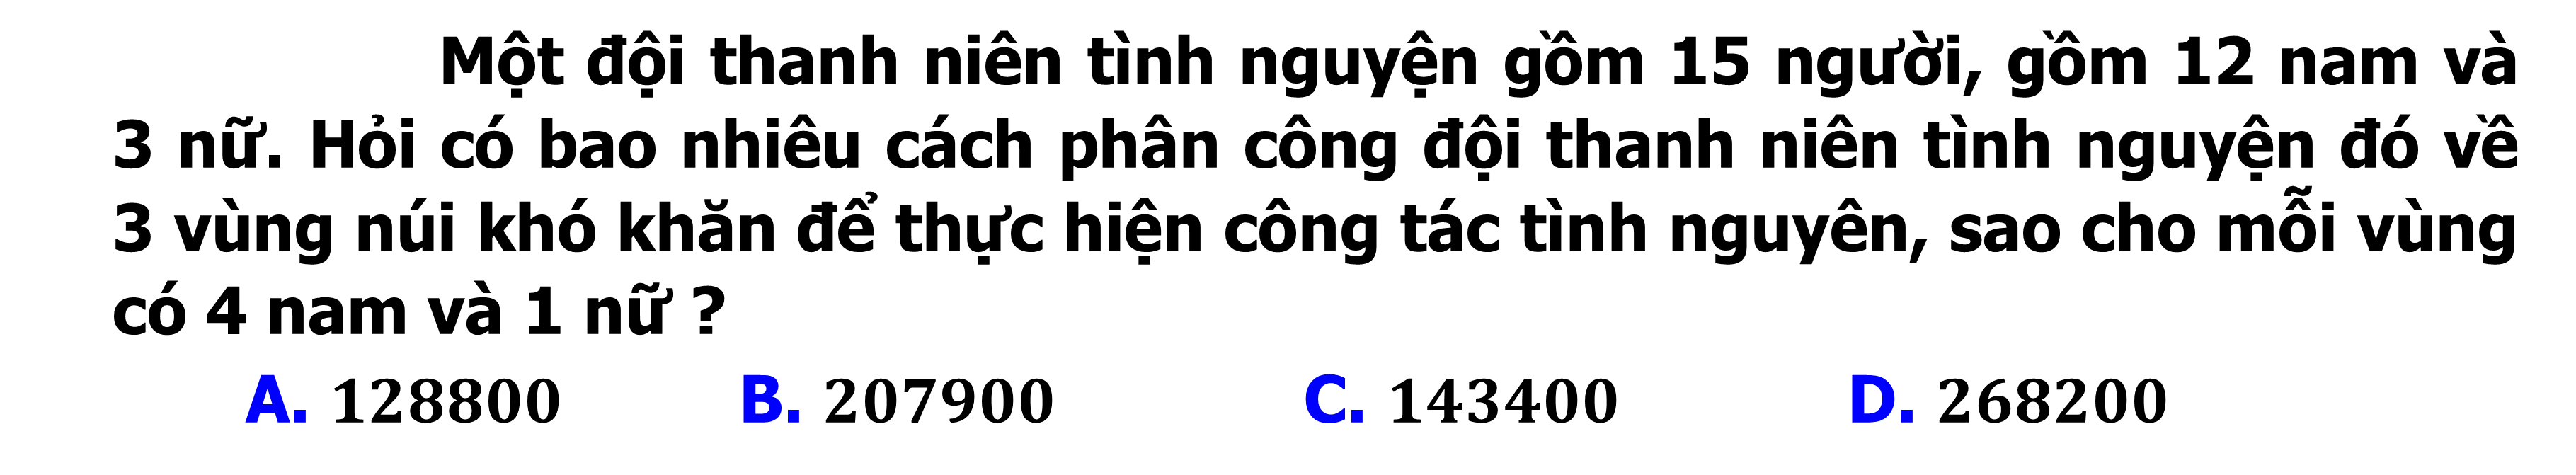 Một đội thanh niên tình nguyện gồm 15 người, gồm 12 nam và
3 nữ. Hỏi có bao nhiêu cách phân công đội thanh niên tình nguyện đó về
3 vùng núi khó khăn để thực hiện công tác tình nguyên, sao cho mỗi vùng
có 4 nam và 1 nữ ?
A. 128800 B. 207900 C. 143400 D. 268200